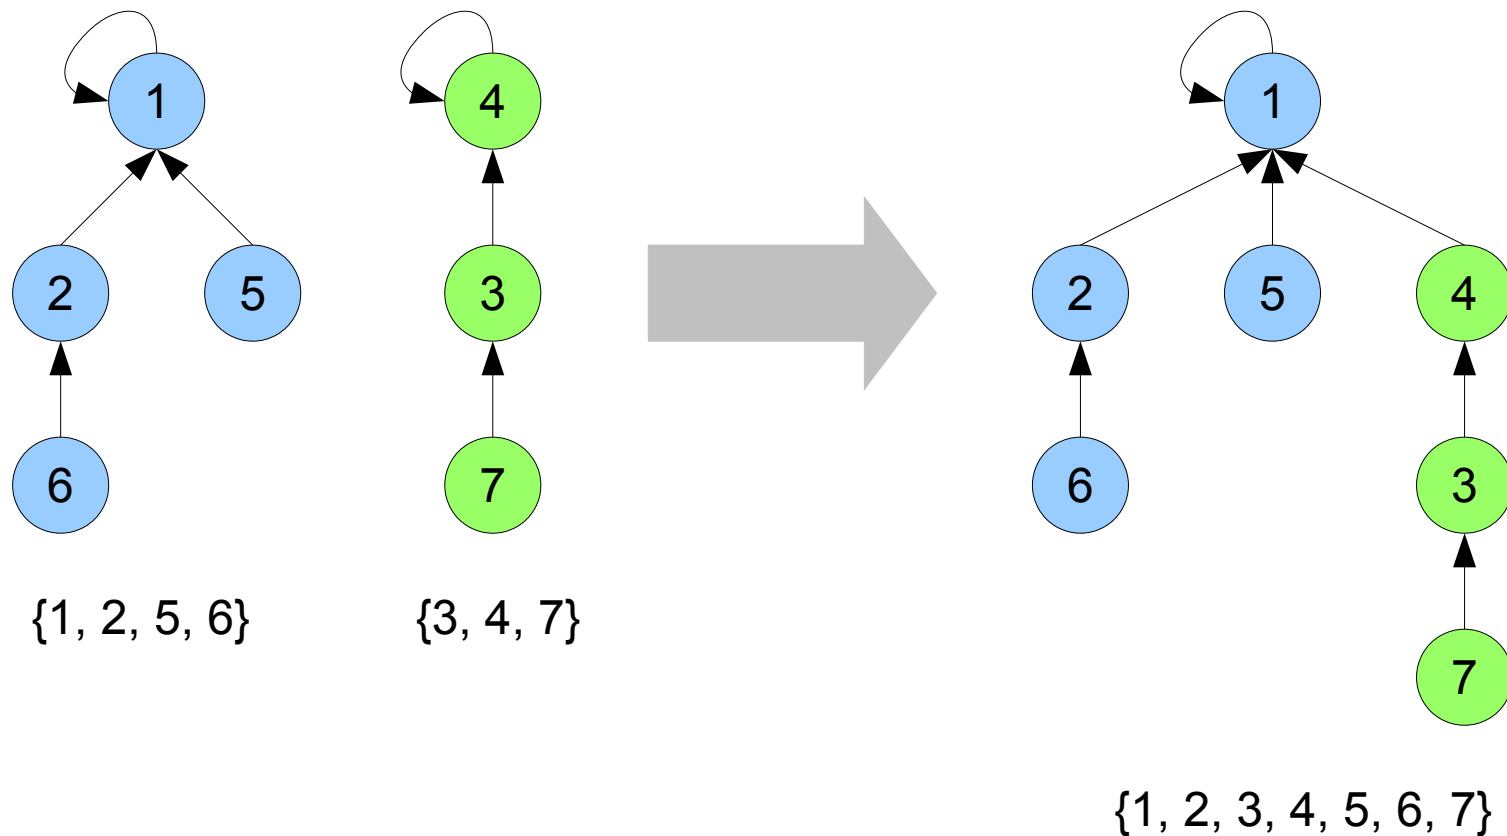 1 4 1
2 5 3 2 5 4
6 7 6 3
{1, 2, 5, 6} {3, 4, 7}
7
{1, 2, 3, 4, 5, 6, 7}